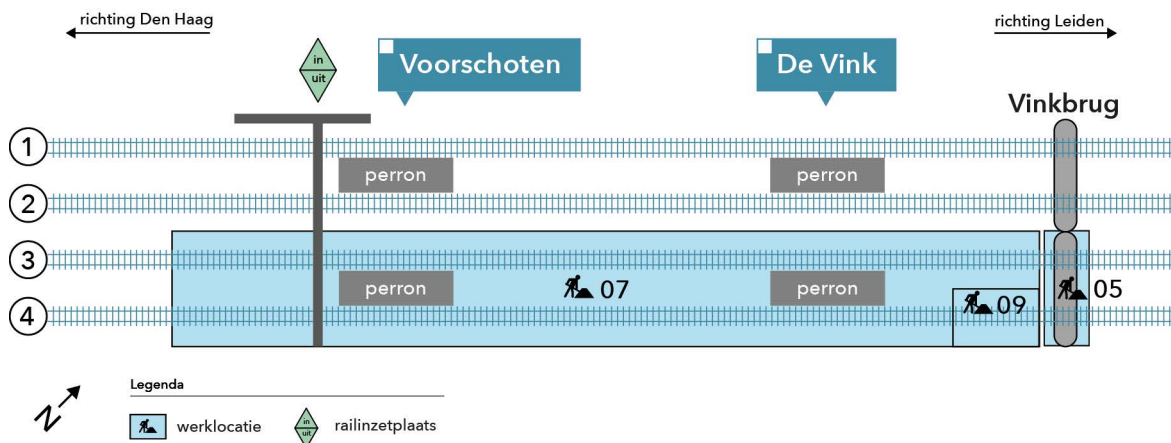 richting Den Haag
richting Leiden
in
uit
Voorschoten
De Vink
Vinkbrug
1
perron
perron
2
3
perron
07
perron
05
09
4
N
Legenda
werklocatie
in
uit
railinzetplaats